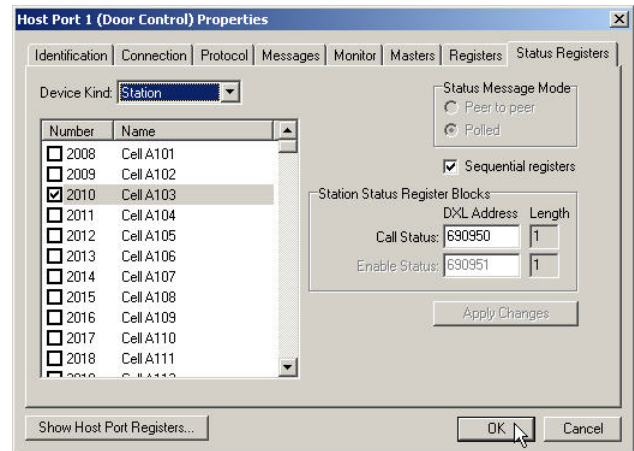 Host Port 1 (Door Control) Properties
Identification Connection Protocol Messages Monitor Masters Registers Status Registers
Device Kind: Station
Number Name
2008 Cell A101
2009 Cell A102
2010 Cell A103
2011 Cell A104
2012 Cell A105
2013 Cell A106
2014 Cell A107
2015 Cell A108
2016 Cell A109
2017 Cell A110
2018 Cell A111
Status Message Mode
Peer to peer
Polled
Sequential registers
Station Status Register Blocks
DXL Address Length
Call Status: 690950 1
Enable Status: 690951 1
Apply Changes
Show Host Port Registers... OK Cancel